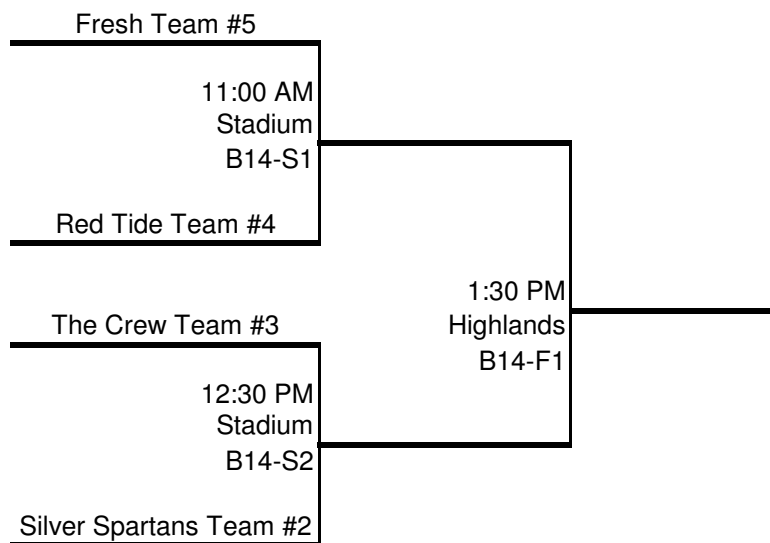 Fresh Team #5
11:00 AM
Stadium
B14-S1
Red Tide Team #4
1:30 PM
Highlands
B14-F1
The Crew Team #3
12:30 PM
Stadium
B14-S2
Silver Spartans Team #2